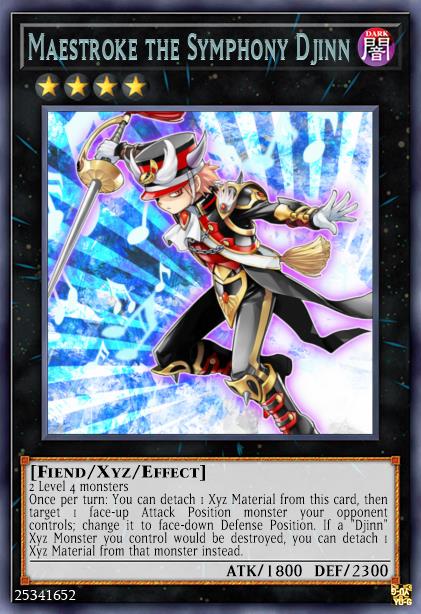 MAESTROKE THE SYMPHONY DJINN
DARK
闇
[FIEND/XYZ/EFFECT]
2 Level 4 monsters
Once per turn: You can detach 1 Xyz Material from this card, then
target 1 face-up Attack Position monster your opponent
controls; change it to face-down Defense Position. If a "Djinn"
Xyz Monster you control would be destroyed, you can detach 1
Xyz Material from that monster instead.
ATK/1800 DEF/2300
25341652